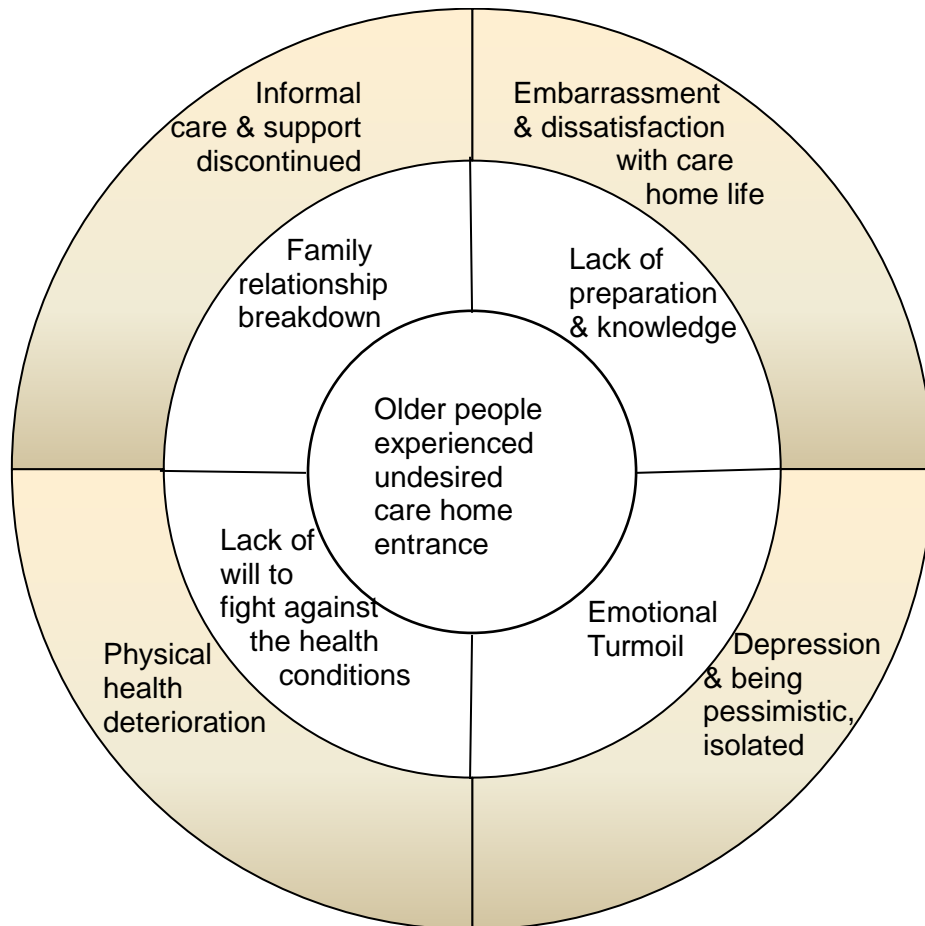 Informal
care & support
discontinued
Embarrassment
& dissatisfaction
with care
home life
Family
relationship
breakdown
Lack of
preparation
& knowledge
Older people
experienced
undesired
care home
entrance
Lack of
will to
fight against
the health
conditions
Emotional
Turmoil
Physical
health
deterioration
Depression
& being
pessimistic,
isolated